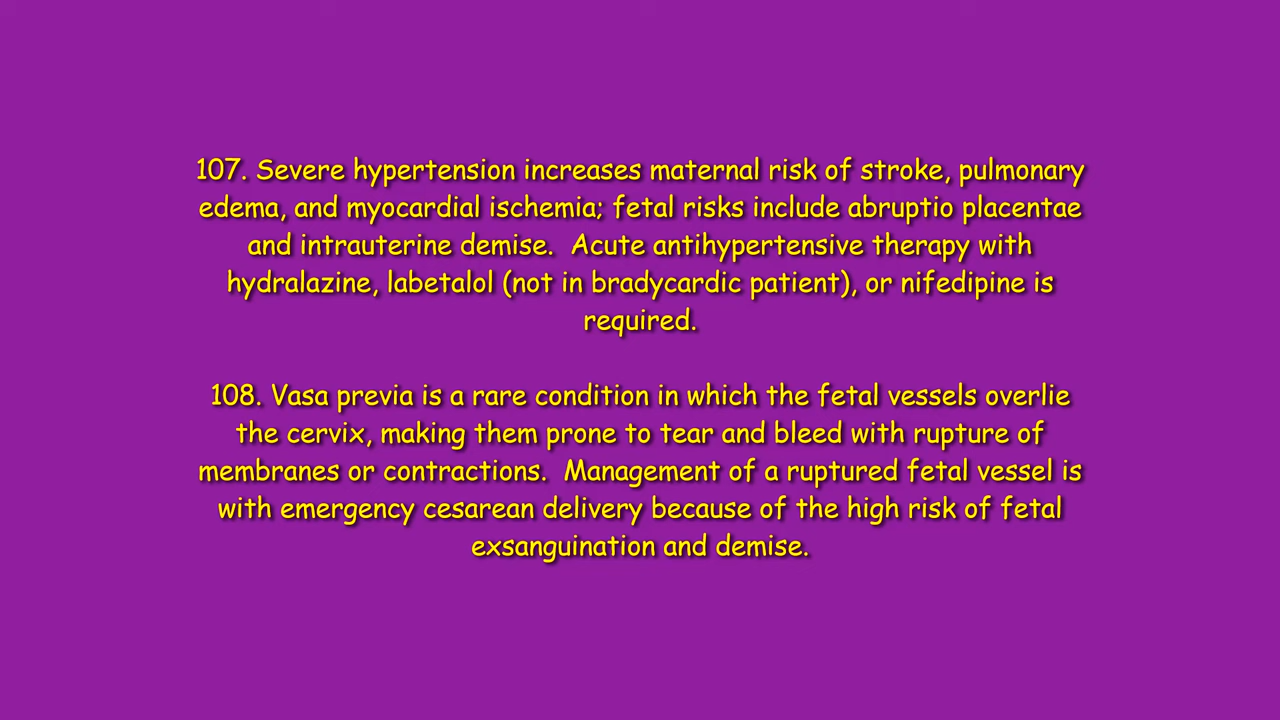 107. Severe hypertension increases maternal risk of stroke, pulmonary
edema, and myocardial ischemia; fetal risks include abruptio placentae
and intrauterine demise.  Acute antihypertensive therapy with
hydralazine, labetalol (not in bradycardic patient), or nifedipine is
required.
108. Vasa previa is a rare condition in which the fetal vessels overlie
the cervix, making them prone to tear and bleed with rupture of
membranes or contractions.  Management of a ruptured fetal vessel is
with emergency cesarean delivery because of the high risk of fetal
exsanguination and demise.